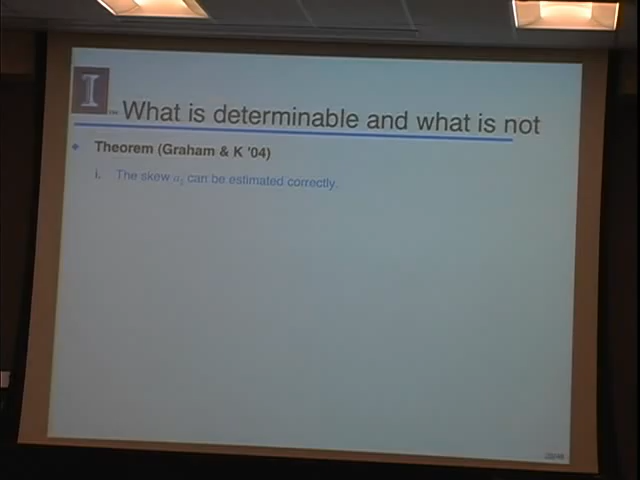 I
What is determinable and what is not
Theorem (Graham & K '04)
i. The skew can be estimated correctly.